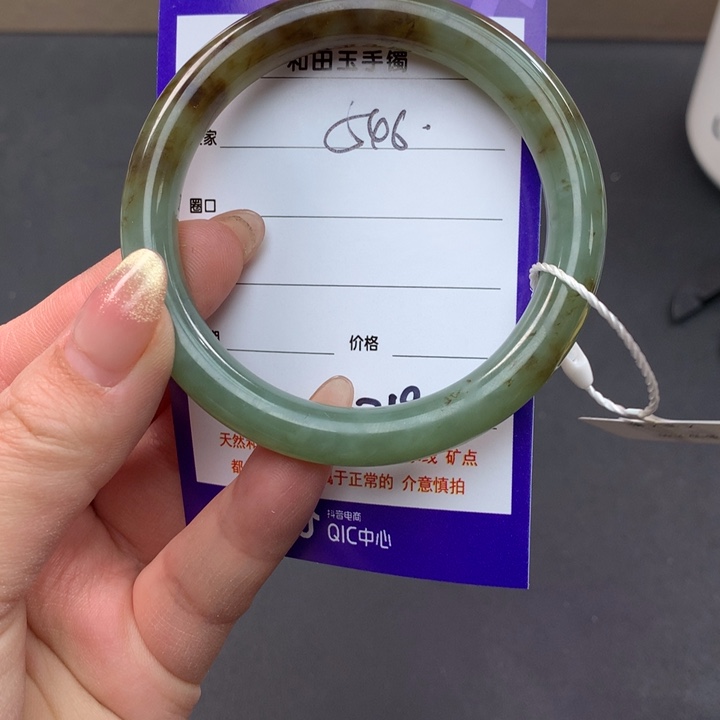 和田玉手镯
家 566.
圈口
价格
天然 线 矿点
都 于正常的 介意慎拍
抖音电商
QIC中心